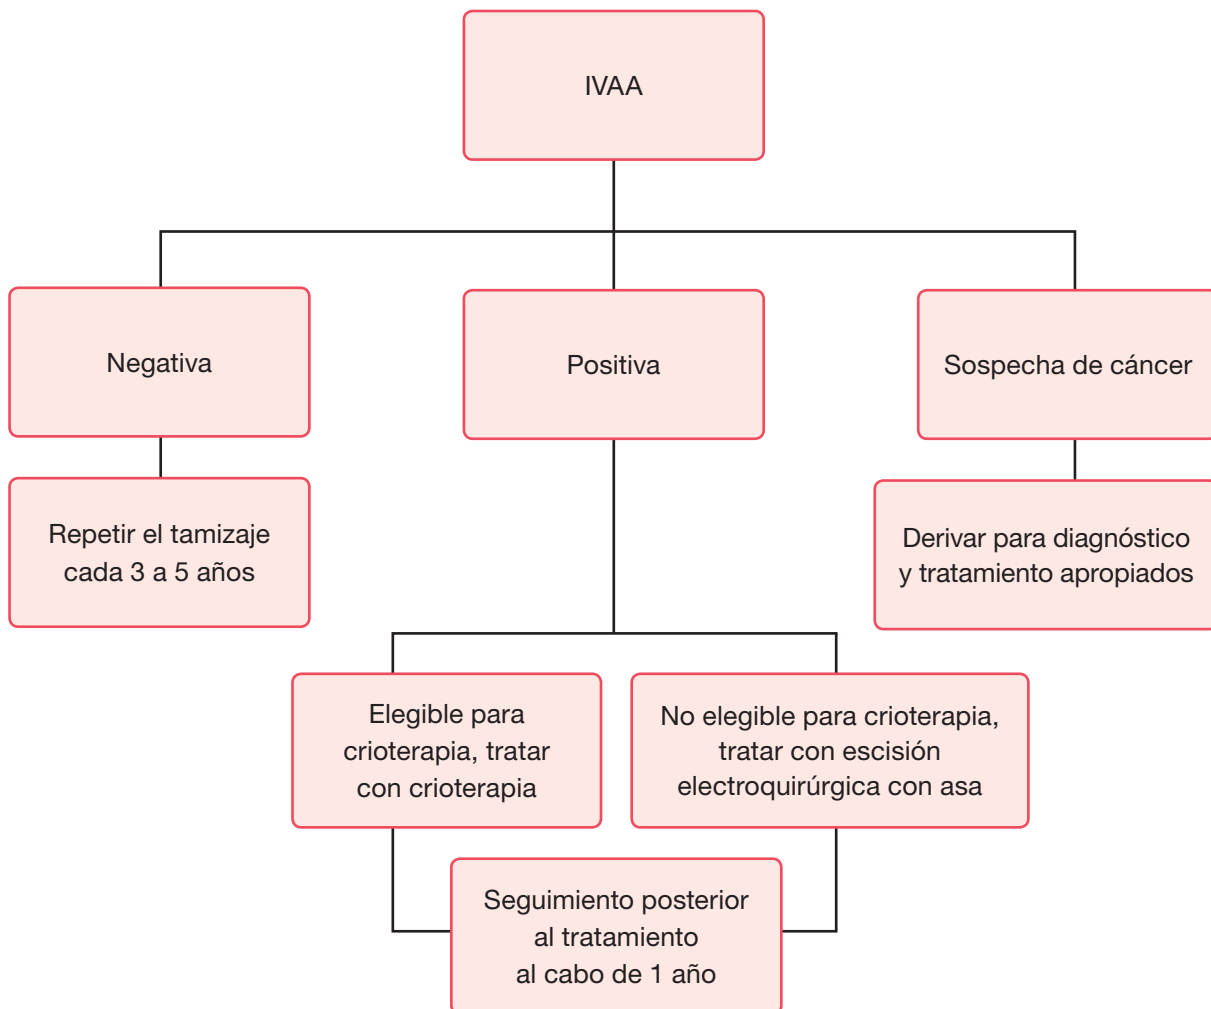 IVAA
Negativa
Positiva
Sospecha de cáncer
Repetir el tamizaje
cada 3 a 5 años
Derivar para diagnóstico
y tratamiento apropiados
Elegible para
crioterapia, tratar
con crioterapia
No elegible para crioterapia,
tratar con escisión
electroquirúrgica con asa
Seguimiento posterior
al tratamiento
al cabo de 1 año